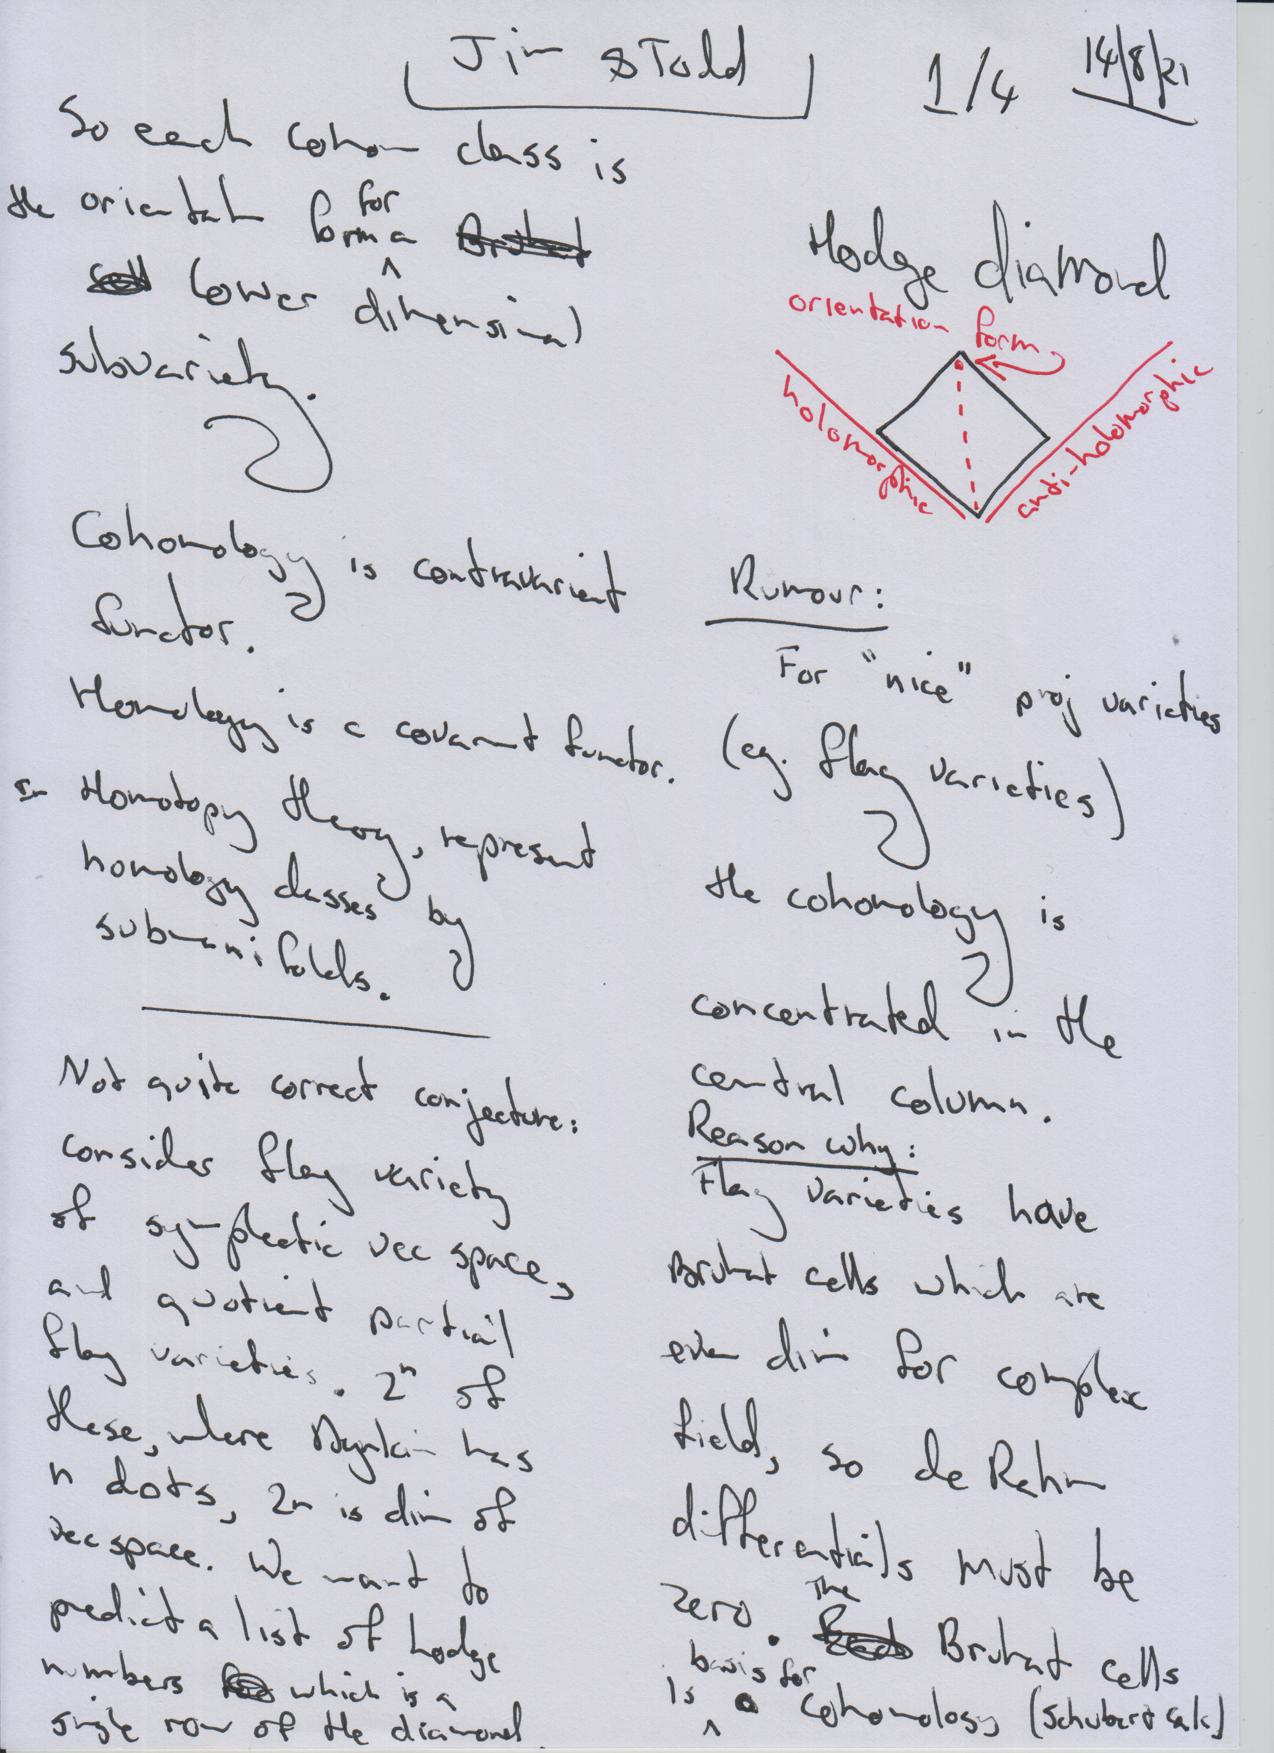 Jim & Todd
1/4
14/8/21
So each cohom class is
the orientat form for a
lower dimensional
subvariety.
Cohomology is contravariant
functor.
Homology is a covariant functor.
In Homotopy theory, represent
homology classes by
submanifolds.
Not quite correct conjecture:
consider flag variety
of symplectic vec space,
and quotient partial
flag varieties. 2ⁿ of
these, where Dynkin has
n dots, 2n is dim of
vec space. We want to
predict a list of hodge
numbers which is a
single row of the diamond
Hodge diamond
orientation form
holomorphic
anti-holomorphic
Rumour:
For "nice" proj varieties
(eg. flag varieties)
the cohomology is
concentrated in the
central column.
Reason why:
Flag varieties have
Bruhat cells which are
even dim for complex
field, so de Rahm
differentials must be
zero. The Bruhat cells
is basis for cohomology (Schubert calc)